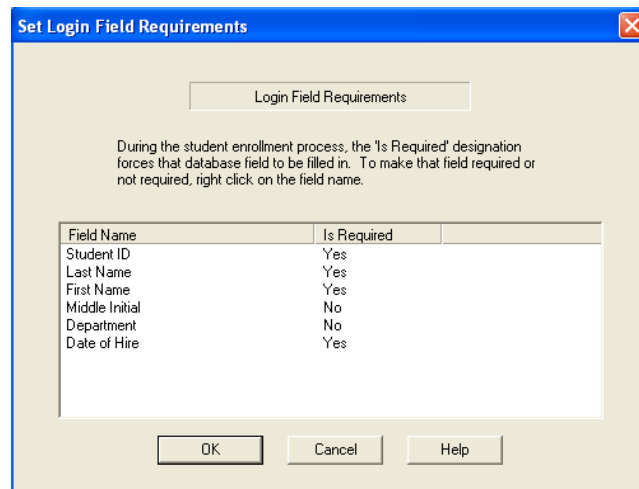 Set Login Field Requirements
Login Field Requirements
During the student enrollment process, the 'Is Required' designation
forces that database field to be filled in. To make that field required or
not required, right click on the field name.
Field Name Is Required
Student ID Yes
Last Name Yes
First Name Yes
Middle Initial No
Department No
Date of Hire Yes
OK Cancel Help